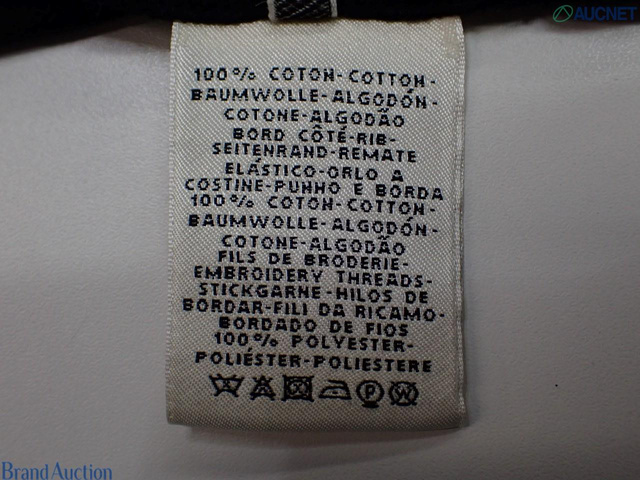 AUCNET
100% COTON-COTTON-
BAUMWOLLE-ALGODÓN-
COTONE-ALGODÃO
BORD CÔTÉ-RIB-
SEITENRAND-REMATE
ELÁSTICO-ORLO A
COSTINE-PUNHO E BORDA
100% COTON-COTTON-
BAUMWOLLE-ALGODÓN-
COTONE-ALGODÃO
FILS DE BRODERIE-
EMBROIDERY THREADS-
STICKGARNE-HILOS DE
BORDAR-FILI DA RICAMO-
BORDADO DE FIOS
100% POLYESTER-
POLIÉSTER-POLIESTERE
P W
BrandAuction